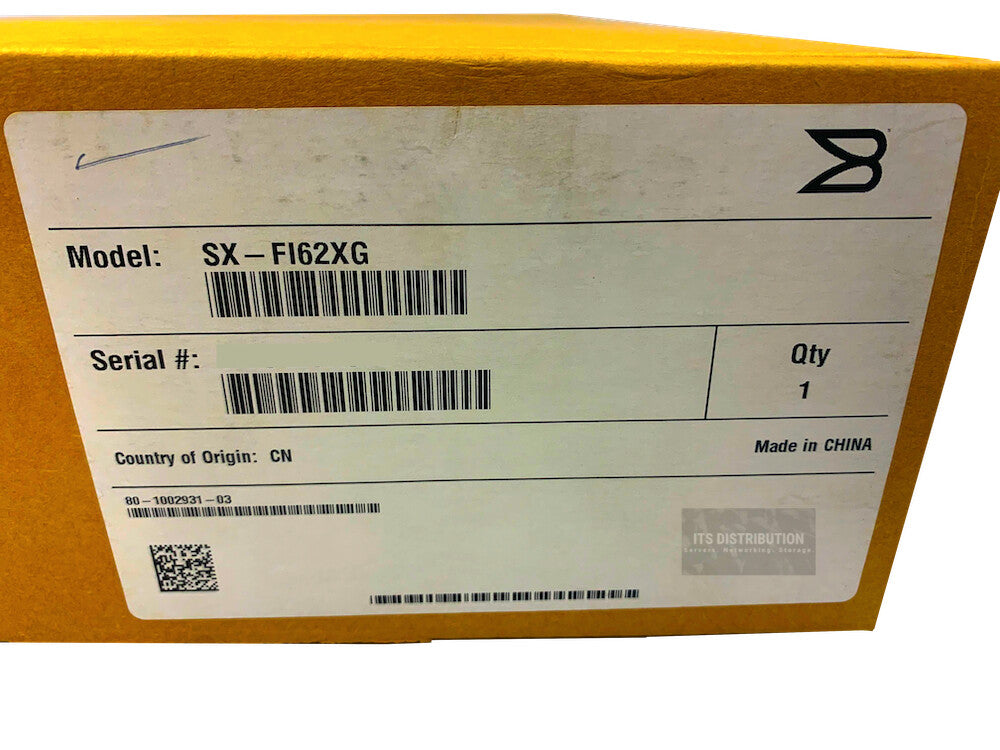 Model: SX-FI62XG
Serial #:
Qty
1
Country of Origin: CN
Made in CHINA
80-1002931-03
ITS DISTRIBUTION
Servers. Networking. Storage.